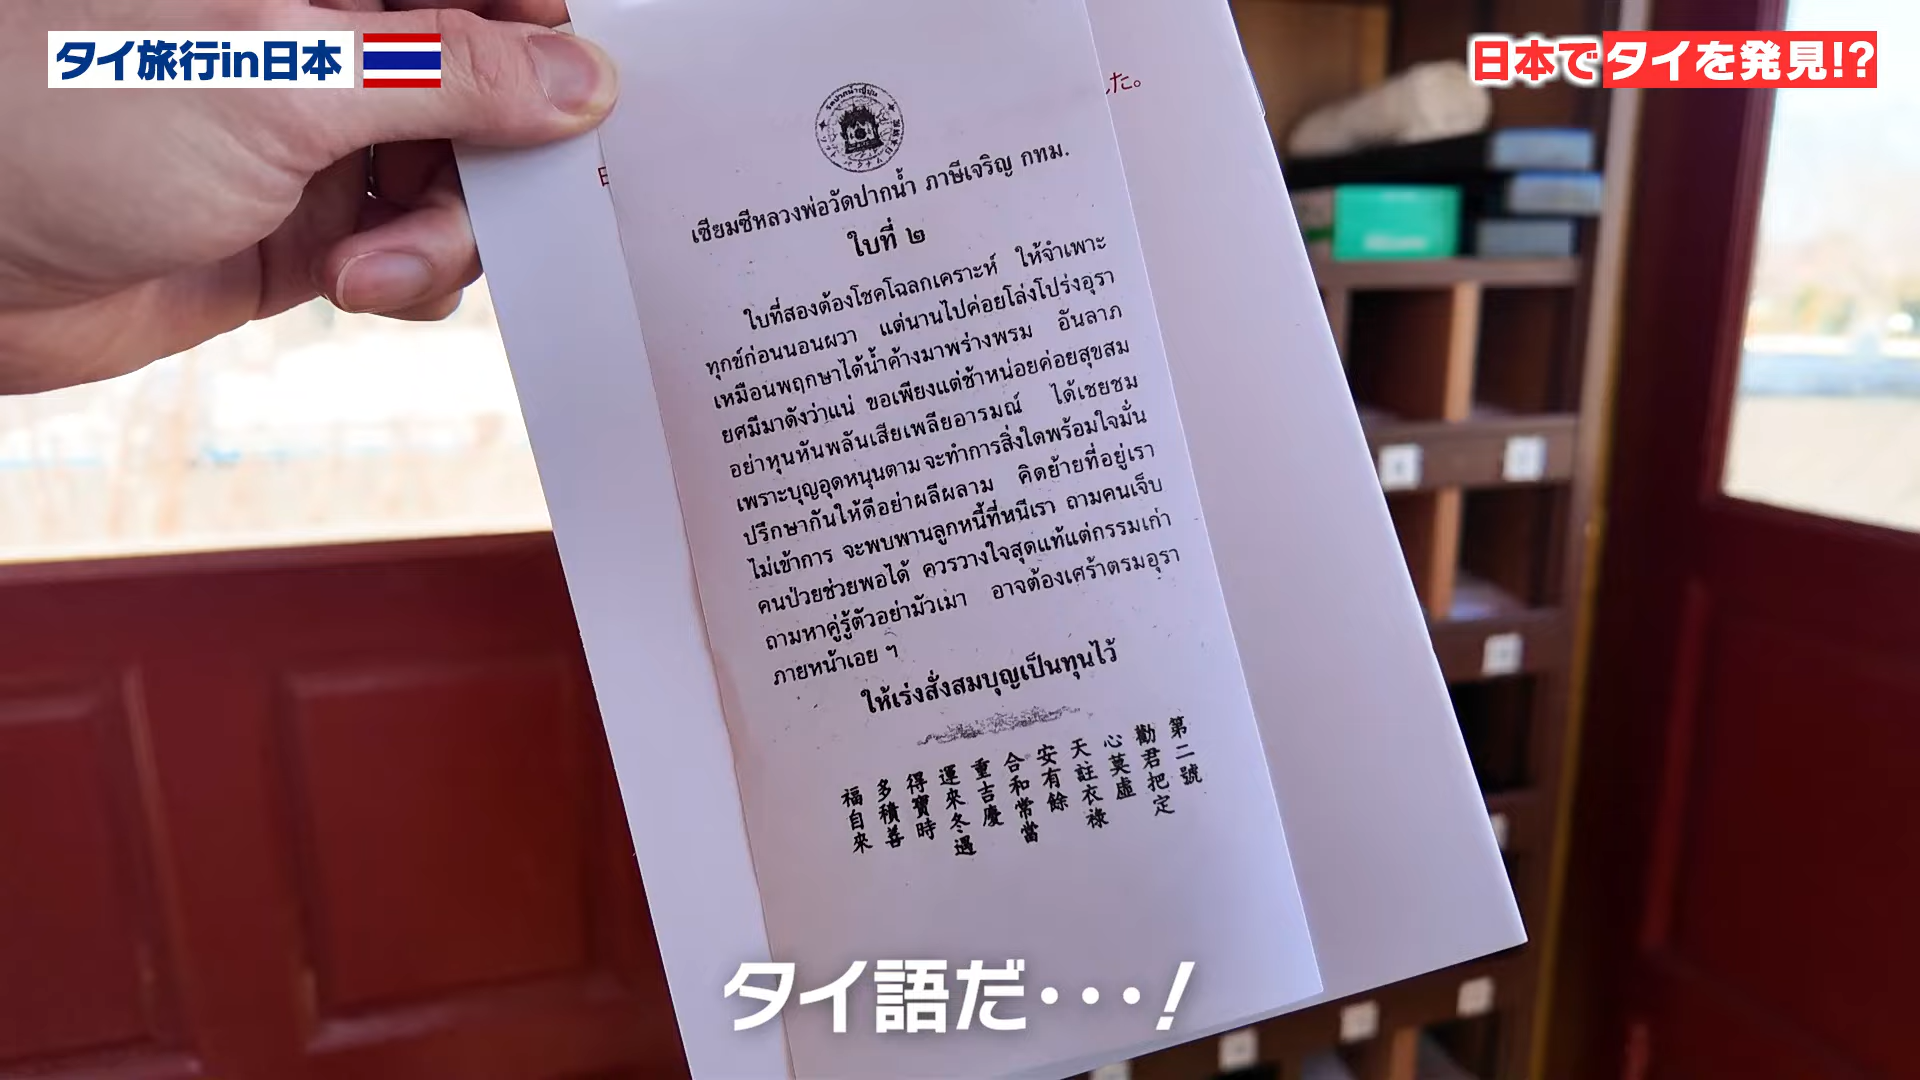 タイ旅行in日本
日本でタイを発見!?
した。
เซียมซีหลวงพ่อวัดปากน้ำ ภาษีเจริญ กทม.
ใบที่ ๒
ใบที่สองต้องโชคโฉลกเคราะห์ ให้จำเพาะ
ทุกข์ก่อนนอนผวา แต่นานไปค่อยโล่งโปร่งอุรา
เหมือนพฤกษาได้น้ำค้างมาพร่างพรม อันลาภ
ยศมีมาดังว่าแน่ ขอเพียงแต่ช้าหน่อยค่อยสุขสม
อย่าหุนหันพลันเสียเพลียอารมณ์ ได้เชยชม
เพราะบุญอุดหนุนตาม จะทำการสิ่งใดพร้อมใจมั่น
ปรึกษากันให้ดีอย่าผลีผลาม คิดย้ายที่อยู่เรา
ไม่เข้าการ จะพบพานลูกหนี้ที่หนีเรา ถามคนเจ็บ
คนป่วยช่วยพอได้ ควรวางใจสุดแท้แต่กรรมเก่า
ถามหาคู่รู้ตัวอย่ามัวเมา อาจต้องเศร้าตรมอุรา
ภายหน้าเอย ฯ
ให้เร่งสั่งสมบุญเป็นทุนไว้
第二號
勸君把定
心莫虛
天註衣祿
安有餘
合和常當
重吉慶
運來冬過
得寶時
多積善
福自來
タイ語だ・・・!